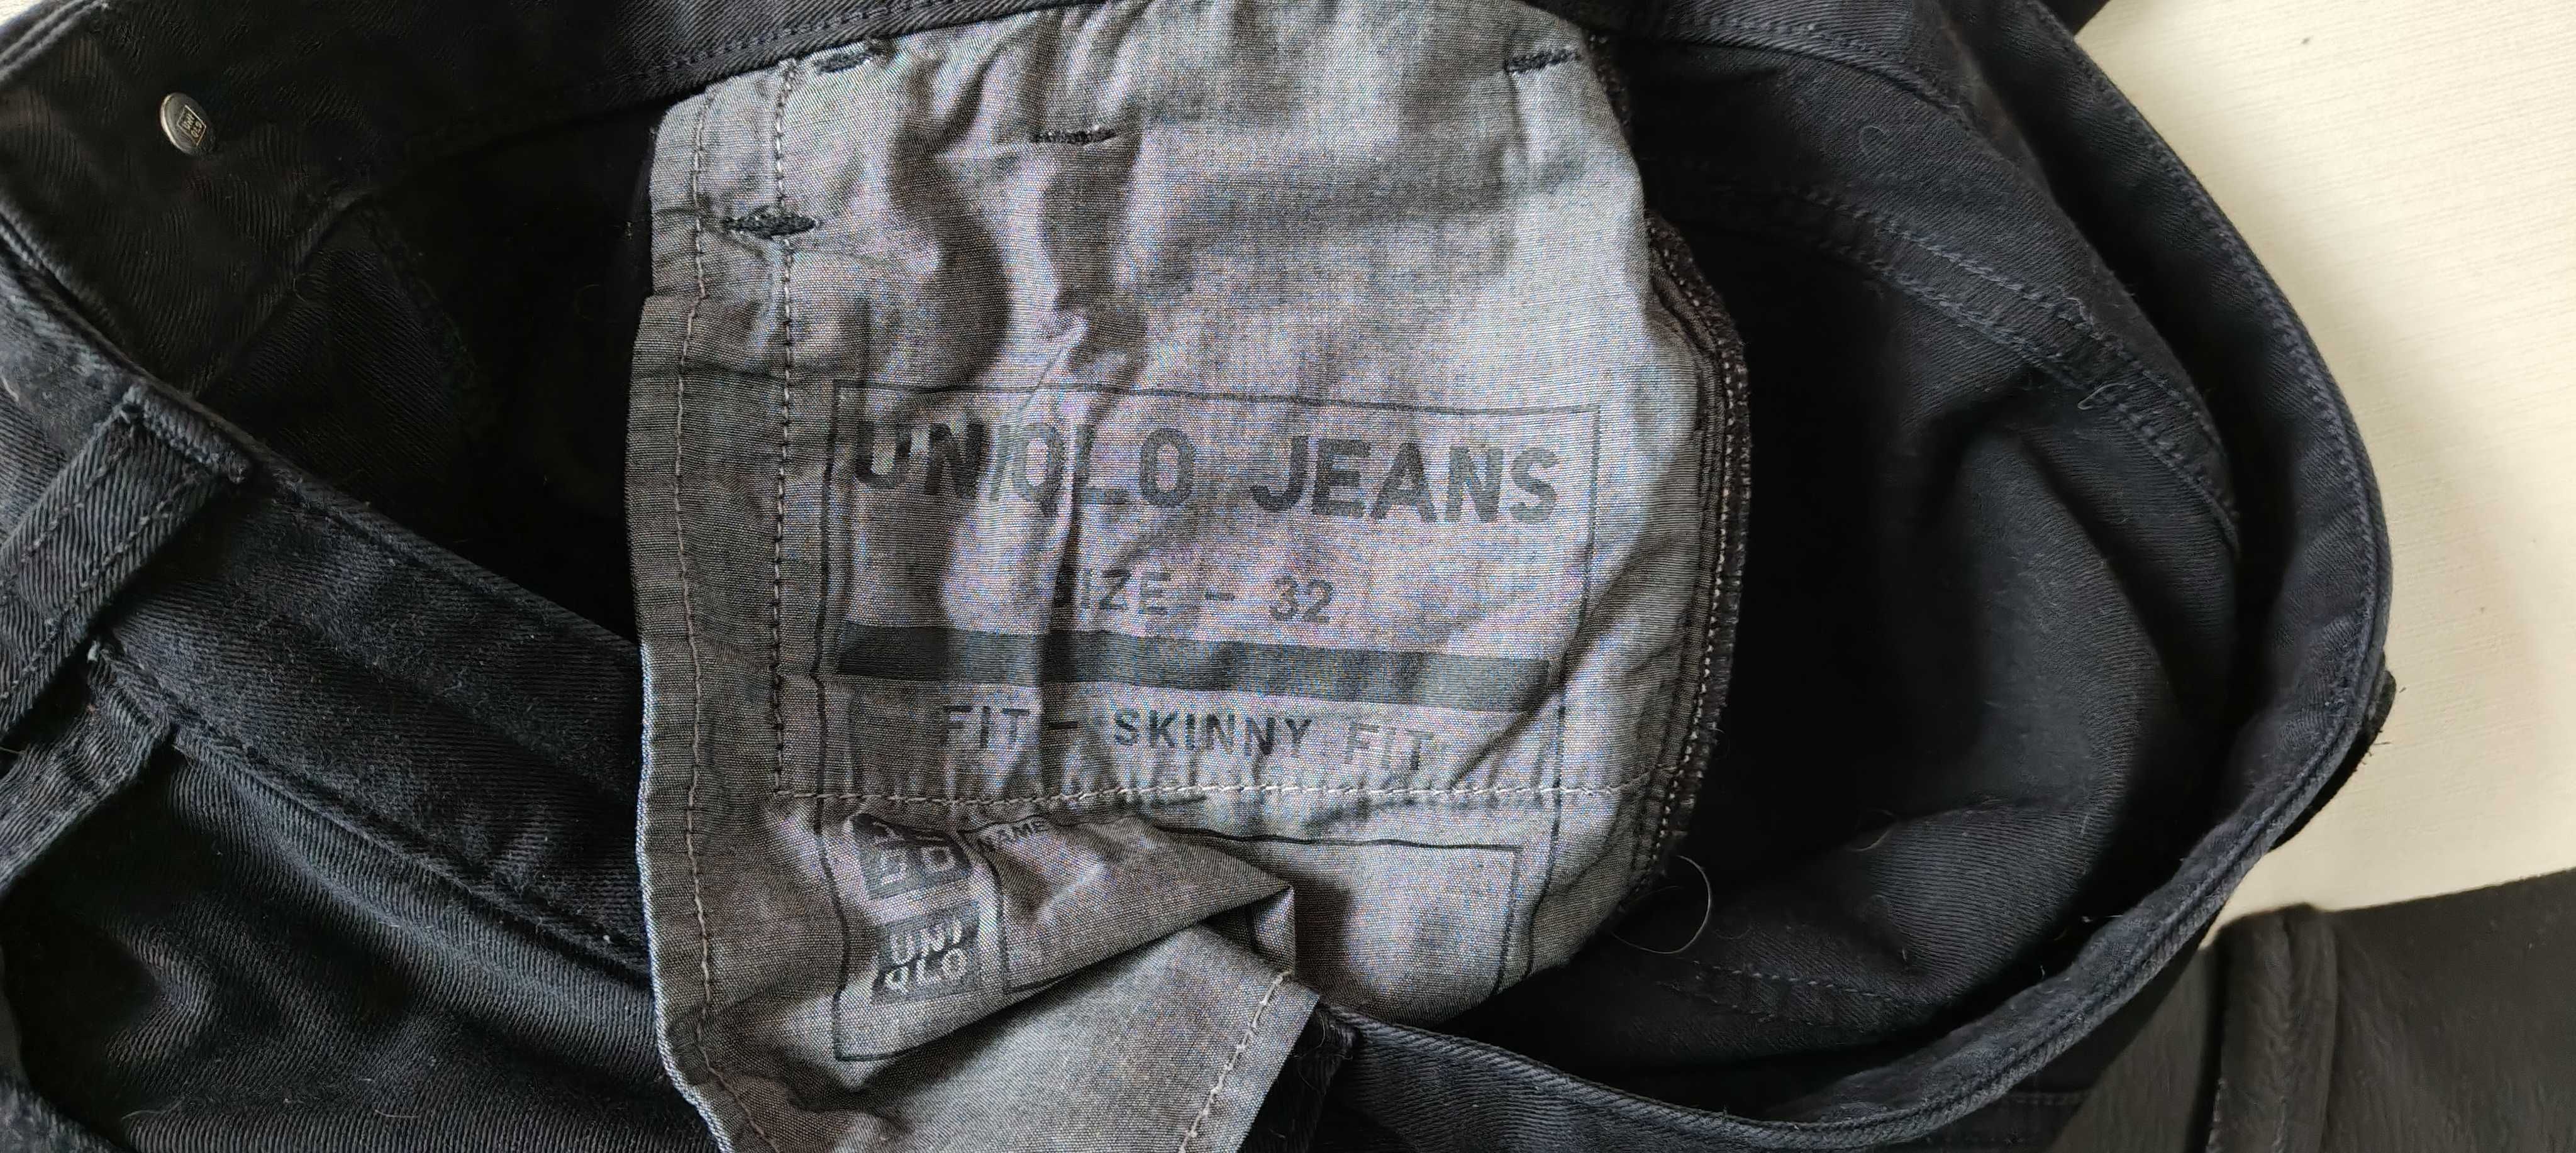 UNIQLO JEANS
SIZE - 32
FIT - SKINNY FIT
NAME
UNI
QLO